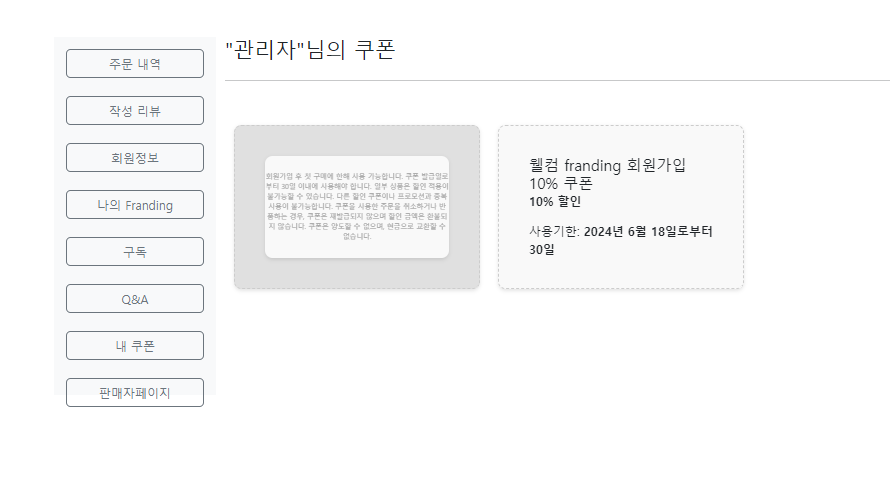 "관리자"님의 쿠폰
주문 내역
작성 리뷰
회원정보
나의 Franding
구독
Q&A
내 쿠폰
판매자페이지
회원가입 후 첫 구매에 한해 사용 가능합니다. 쿠폰 발급일로
부터 30일 이내에 사용해야 합니다. 일부 상품은 할인 적용이
불가능할 수 있습니다. 다른 할인 쿠폰이나 프로모션과 중복
사용이 불가능합니다. 쿠폰을 사용한 주문을 취소하거나 반
품하는 경우, 쿠폰은 재발급되지 않으며 할인 금액은 환불되
지 않습니다. 쿠폰은 양도할 수 없으며, 현금으로 교환할 수
없습니다.
웰컴 franding 회원가입
10% 쿠폰
10% 할인
사용기한: 2024년 6월 18일로부터
30일